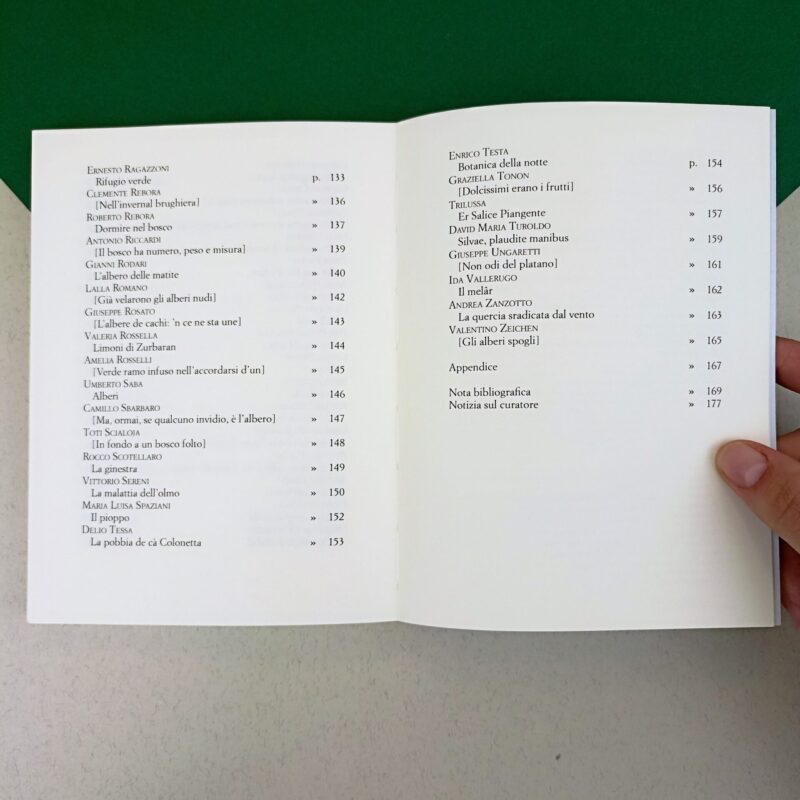 Ernesto Ragazzoni
Rifugio verde p. 133
Clemente Rebora
[Nell'invernal brughiera] » 136
Roberto Rebora
Dormire nel bosco » 137
Antonio Riccardi
[Il bosco ha numero, peso e misura] » 139
Gianni Rodari
L'albero delle matite » 140
Lalla Romano
[Già velarono gli alberi nudi] » 142
Giuseppe Rosato
[L'albere de cachi: 'n ce ne sta une] » 143
Valeria Rossella
Limoni di Zurbaran » 144
Amelia Rosselli
[Verde ramo infuso nell'accordarsi d'un] » 145
Umberto Saba
Alberi » 146
Camillo Sbarbaro
[Ma, ormai, se qualcuno invidio, è l'albero] » 147
Toti Scialoja
[In fondo a un bosco folto] » 148
Rocco Scotellaro
La ginestra » 149
Vittorio Sereni
La malattia dell'olmo » 150
Maria Luisa Spaziani
Il pioppo » 152
Delio Tessa
La pobbia de cà Colonetta » 153
Enrico Testa
Botanica della notte p. 154
Graziella Tonon
[Dolcissimi erano i frutti] » 156
Trilussa
Er Salice Piangente » 157
David Maria Turoldo
Silvae, plaudite manibus » 159
Giuseppe Ungaretti
[Non odi del platano] » 161
Ida Vallerugo
Il melâr » 162
Andrea Zanzotto
La quercia sradicata dal vento » 163
Valentino Zeichen
[Gli alberi spogli] » 165
Appendice » 167
Nota bibliografica » 169
Notizia sul curatore » 177